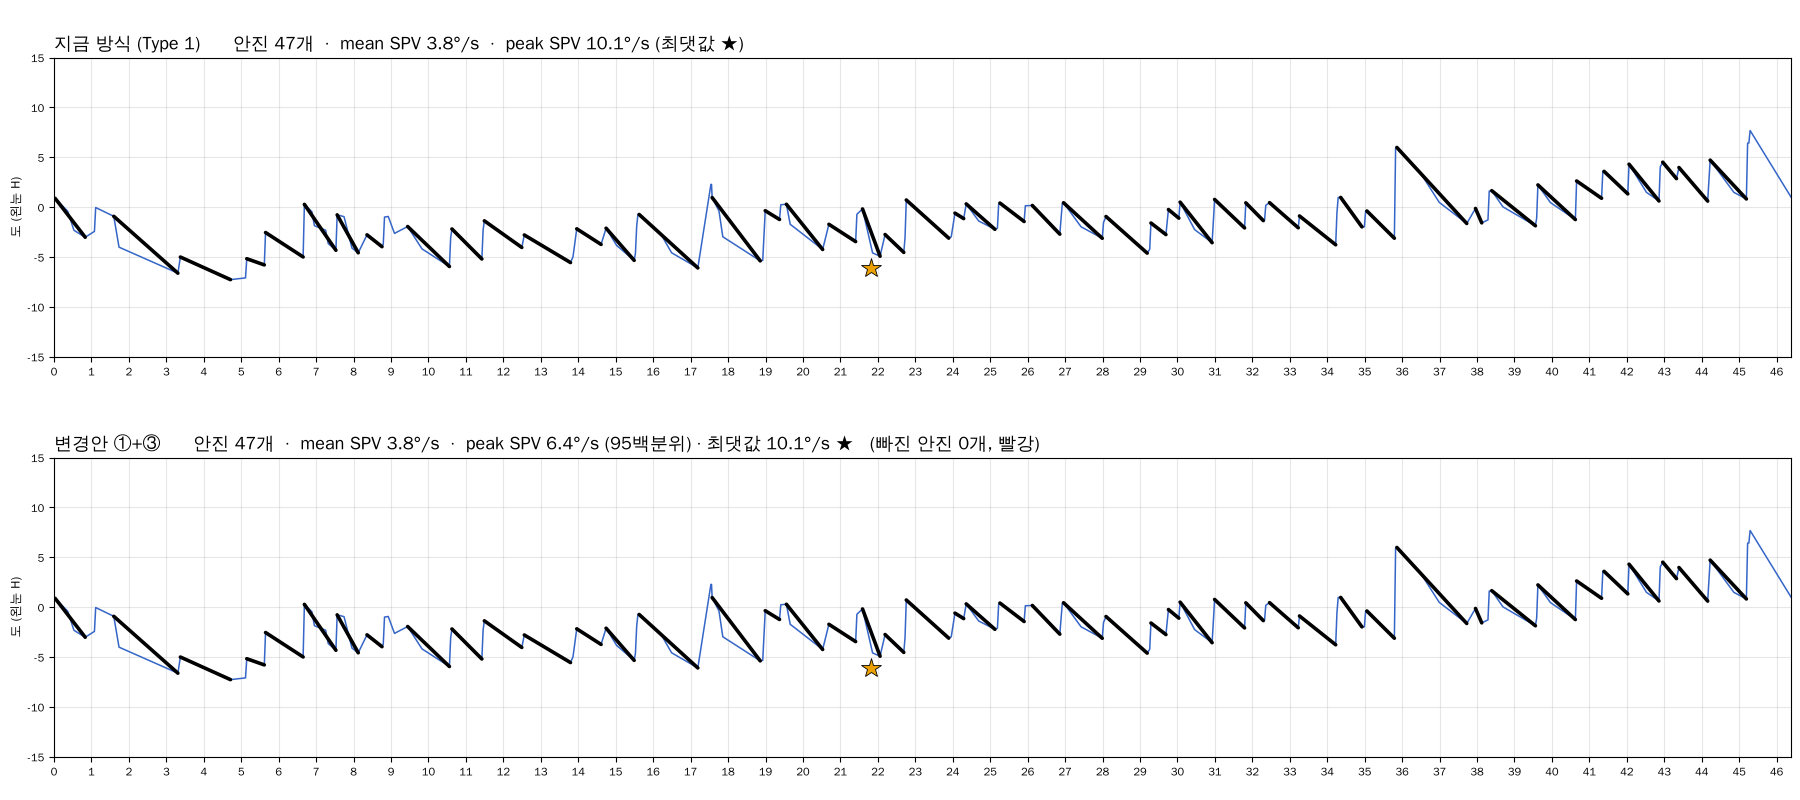 지금 방식 (Type 1)      안진 47개  ·  mean SPV 3.8°/s  ·  peak SPV 10.1°/s (최댓값 ★)
15
10
5
0
-5
-10
-15
도 (왼눈 H)
0 1 2 3 4 5 6 7 8 9 10 11 12 13 14 15 16 17 18 19 20 21 22 23 24 25 26 27 28 29 30 31 32 33 34 35 36 37 38 39 40 41 42 43 44 45 46
변경안 ①+③      안진 47개  ·  mean SPV 3.8°/s  ·  peak SPV 6.4°/s (95백분위) · 최댓값 10.1°/s ★   (빠진 안진 0개, 빨강)
15
10
5
0
-5
-10
-15
도 (왼눈 H)
0 1 2 3 4 5 6 7 8 9 10 11 12 13 14 15 16 17 18 19 20 21 22 23 24 25 26 27 28 29 30 31 32 33 34 35 36 37 38 39 40 41 42 43 44 45 46